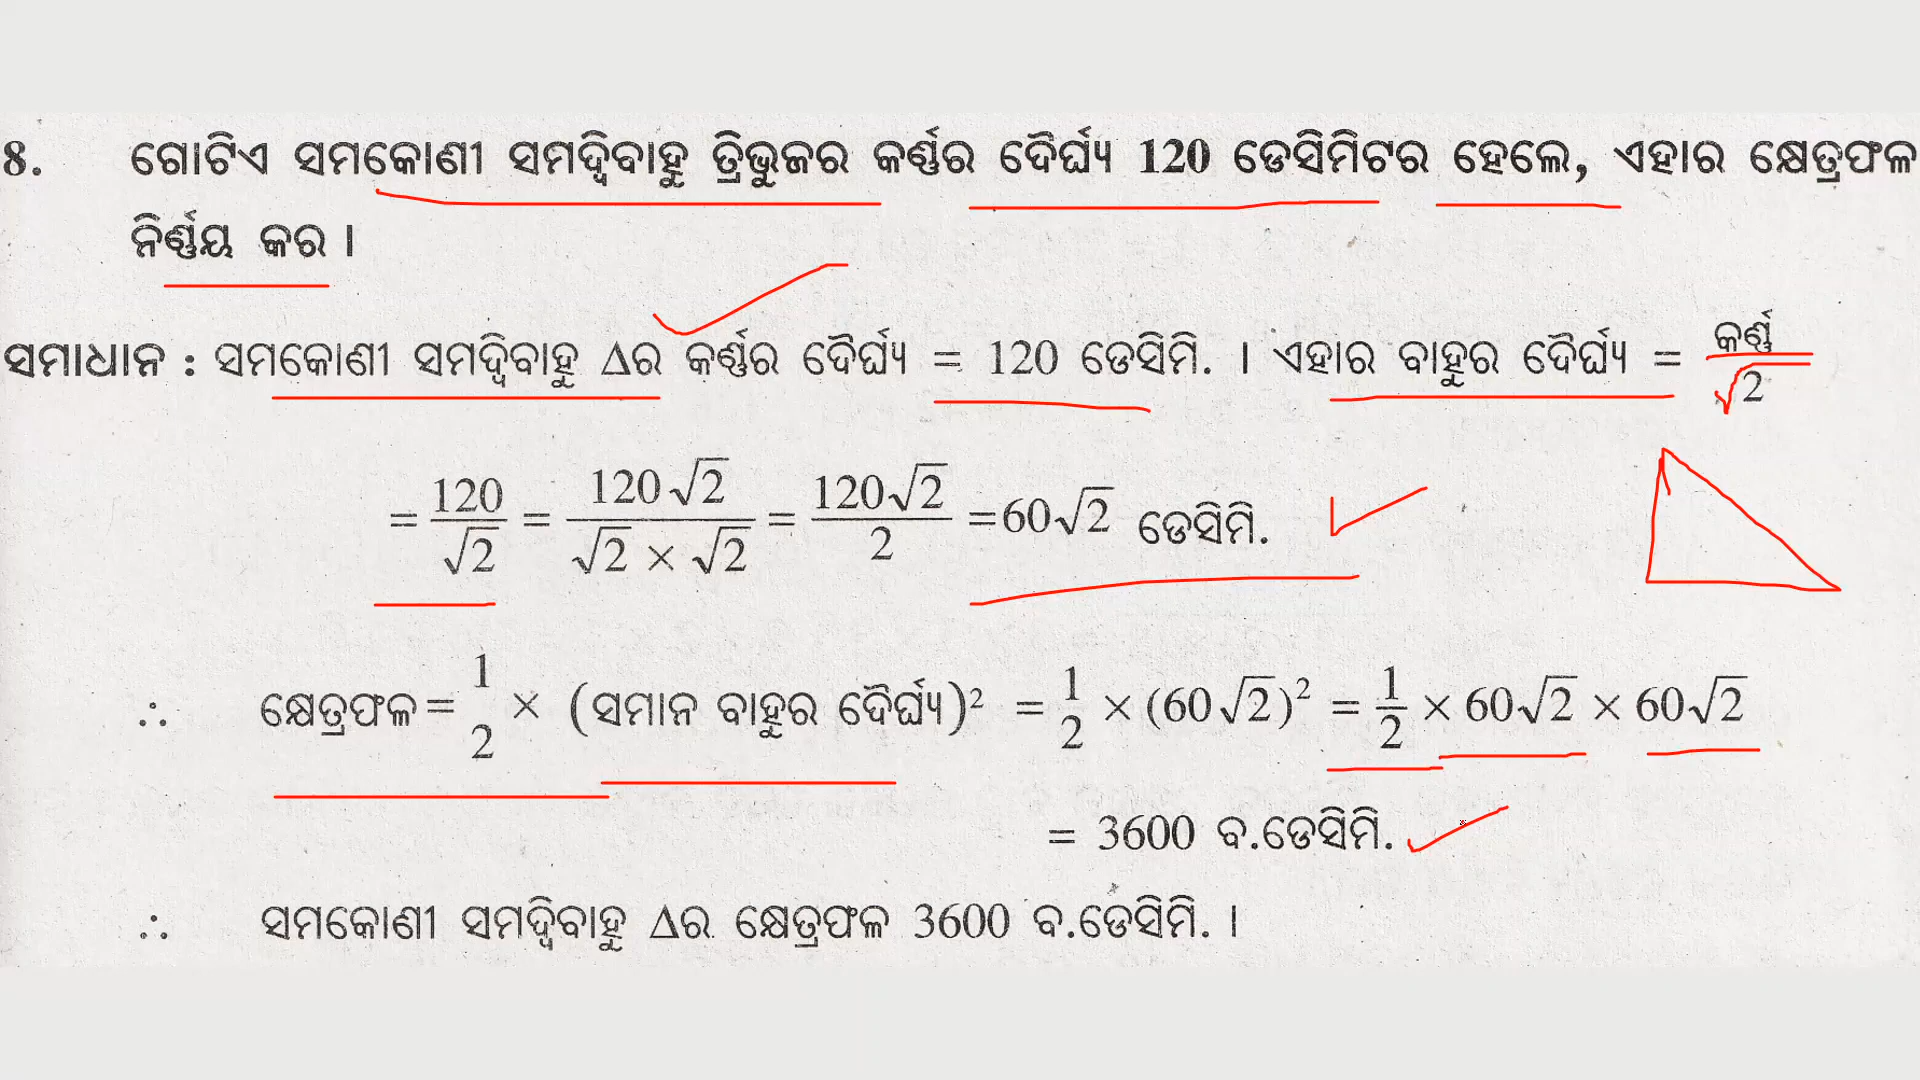 ୫. ଗୋଟିଏ ସମକୋଣୀ ସମଦ୍ୱିବାହୁ ତ୍ରିଭୁଜର କର୍ଣ୍ଣର ଦୈର୍ଘ୍ୟ 120 ଡେସିମିଟର ହେଲେ, ଏହାର କ୍ଷେତ୍ରଫଳ
ନିର୍ଣ୍ଣୟ କର ।
ସମାଧାନ : ସମକୋଣୀ ସମଦ୍ୱିବାହୁ Δର କର୍ଣ୍ଣର ଦୈର୍ଘ୍ୟ = 120 ଡେସିମି. । ଏହାର ବାହୁର ଦୈର୍ଘ୍ୟ = କର୍ଣ୍ଣ/√2
= 120/√2 = 120√2/(√2 × √2) = 120√2/2 = 60√2 ଡେସିମି.
∴ କ୍ଷେତ୍ରଫଳ = 1/2 × (ସମାନ ବାହୁର ଦୈର୍ଘ୍ୟ)² = 1/2 × (60√2)² = 1/2 × 60√2 × 60√2
= 3600 ବ.ଡେସିମି.
∴ ସମକୋଣୀ ସମଦ୍ୱିବାହୁ Δର କ୍ଷେତ୍ରଫଳ 3600 ବ.ଡେସିମି. ।